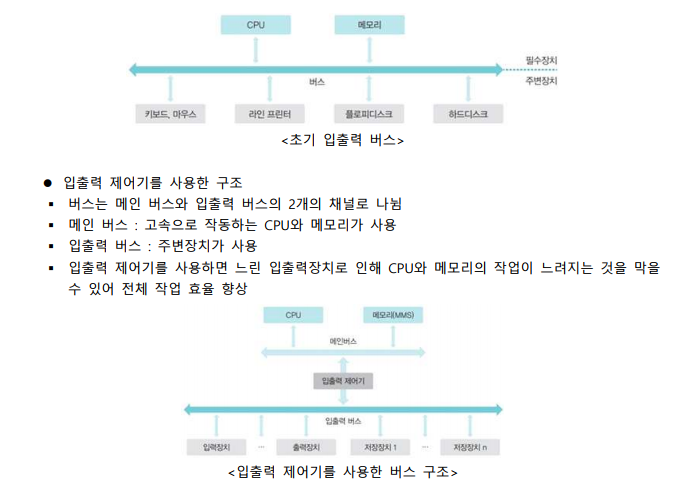 CPU
메모리
필수장치
버스
주변장치
키보드, 마우스
라인 프린터
플로피디스크
하드디스크
<초기 입출력 버스>
● 입출력 제어기를 사용한 구조
▪ 버스는 메인 버스와 입출력 버스의 2개의 채널로 나뉨
▪ 메인 버스 : 고속으로 작동하는 CPU와 메모리가 사용
▪ 입출력 버스 : 주변장치가 사용
▪ 입출력 제어기를 사용하면 느린 입출력장치로 인해 CPU와 메모리의 작업이 느려지는 것을 막을
수 있어 전체 작업 효율 향상
CPU
메모리(MMS)
메인버스
입출력 제어기
입출력 버스
입력장치
...
출력장치
저장장치 1
...
저장장치 n
<입출력 제어기를 사용한 버스 구조>